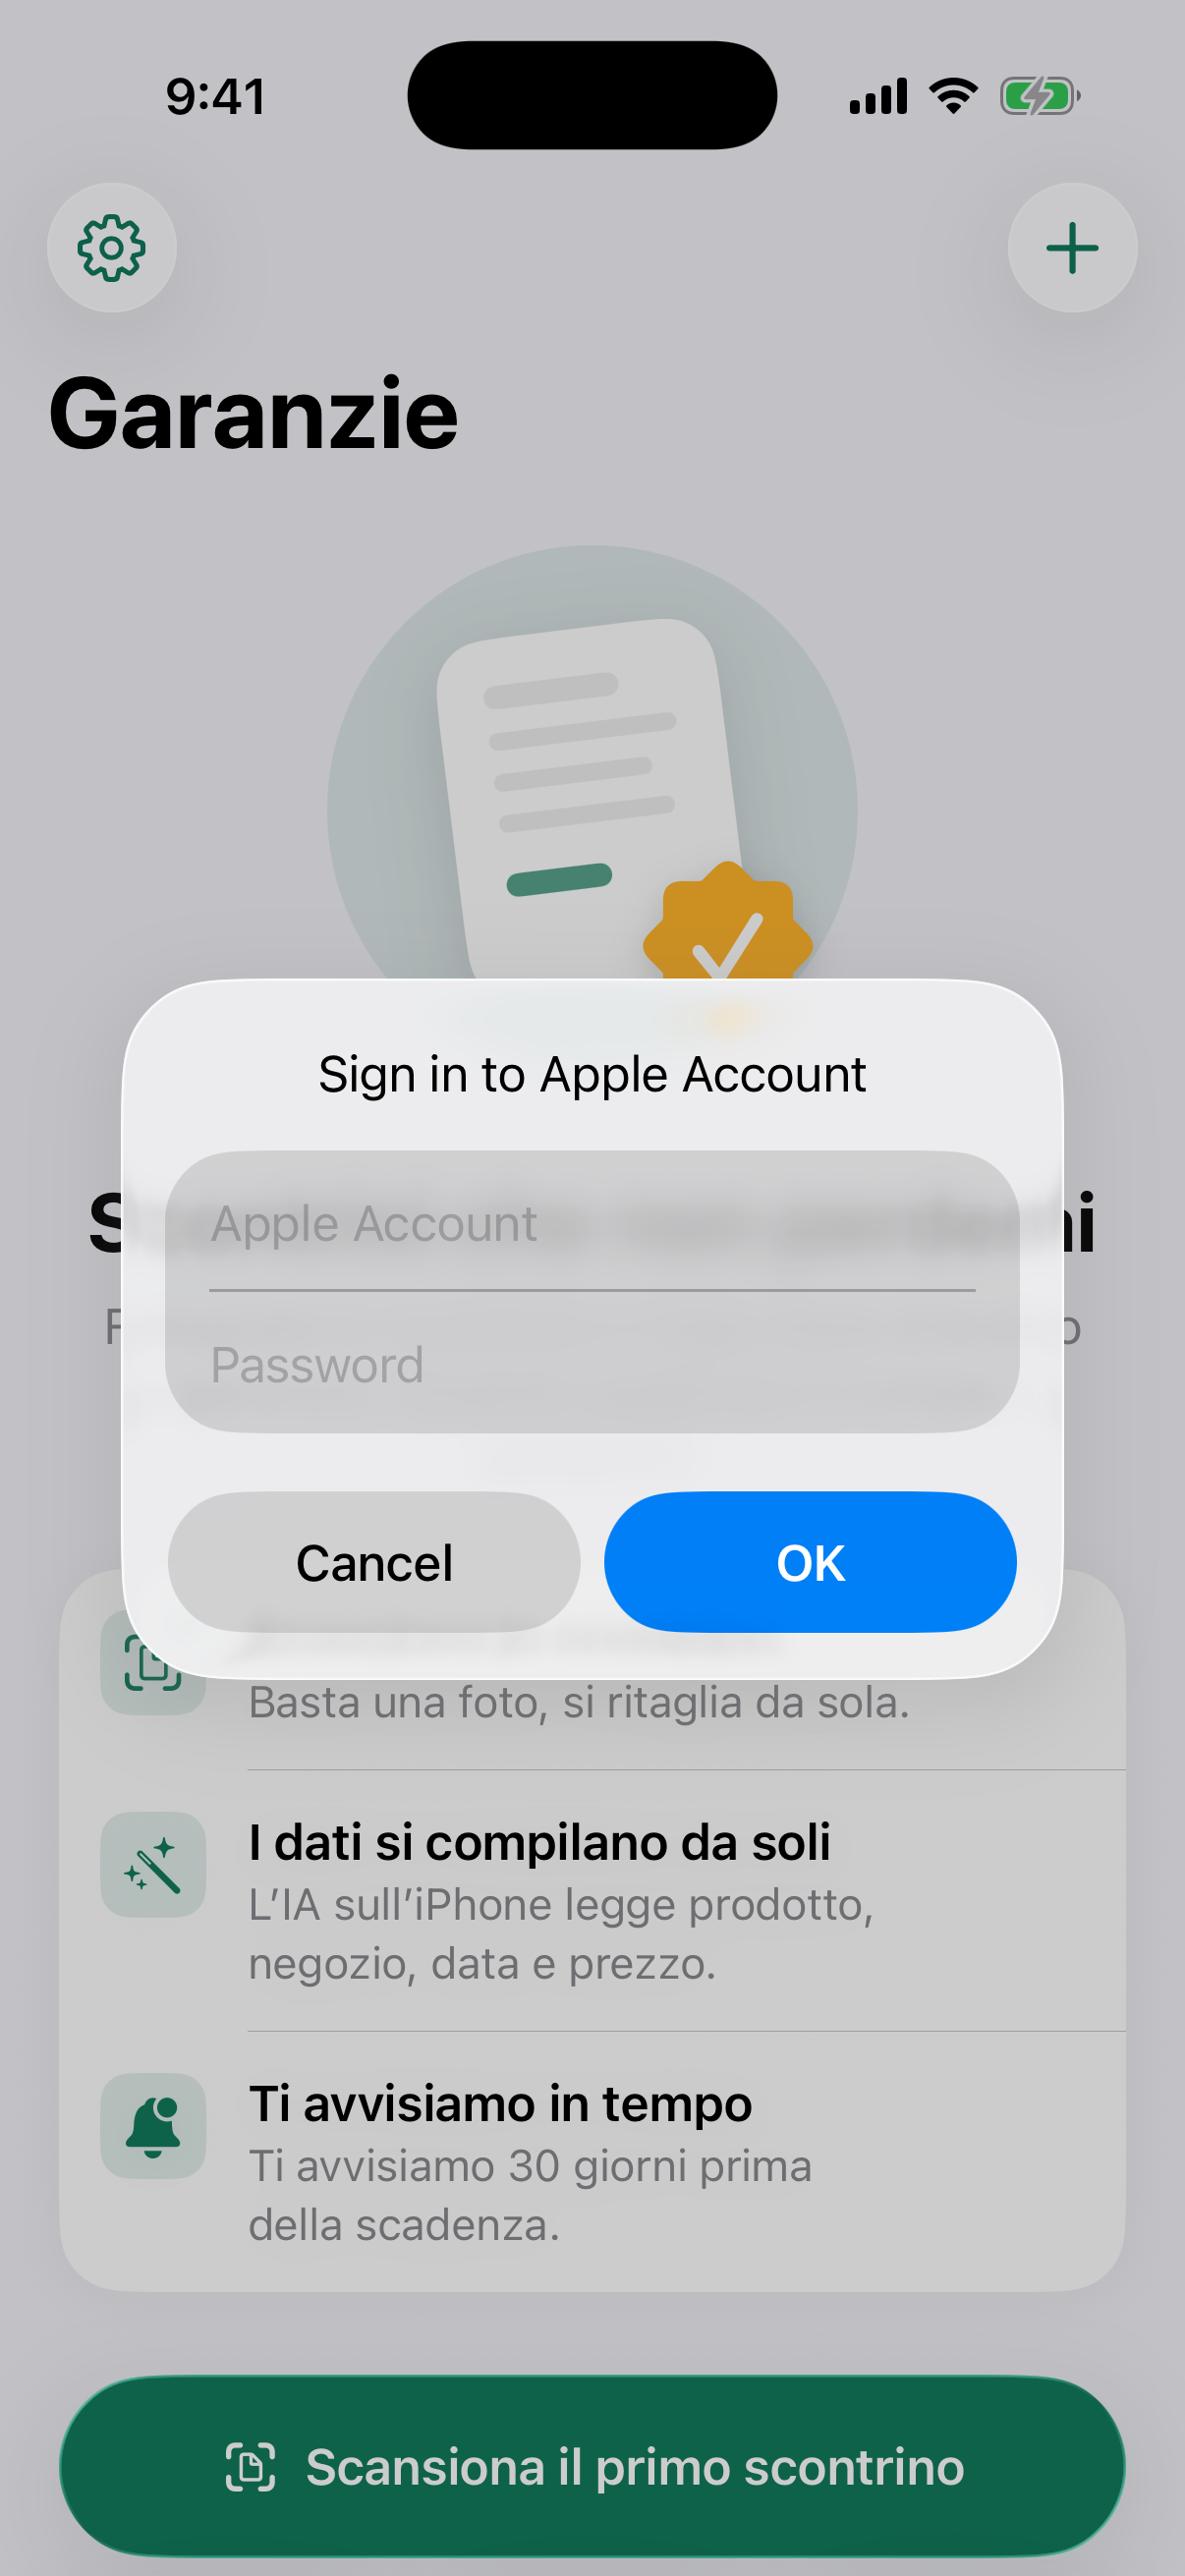 9:41
Garanzie
Sign in to Apple Account
Apple Account
Password
Cancel
OK
Basta una foto, si ritaglia da sola.
I dati si compilano da soli
L’IA sull’iPhone legge prodotto,
negozio, data e prezzo.
Ti avvisiamo in tempo
Ti avvisiamo 30 giorni prima
della scadenza.
Scansiona il primo scontrino